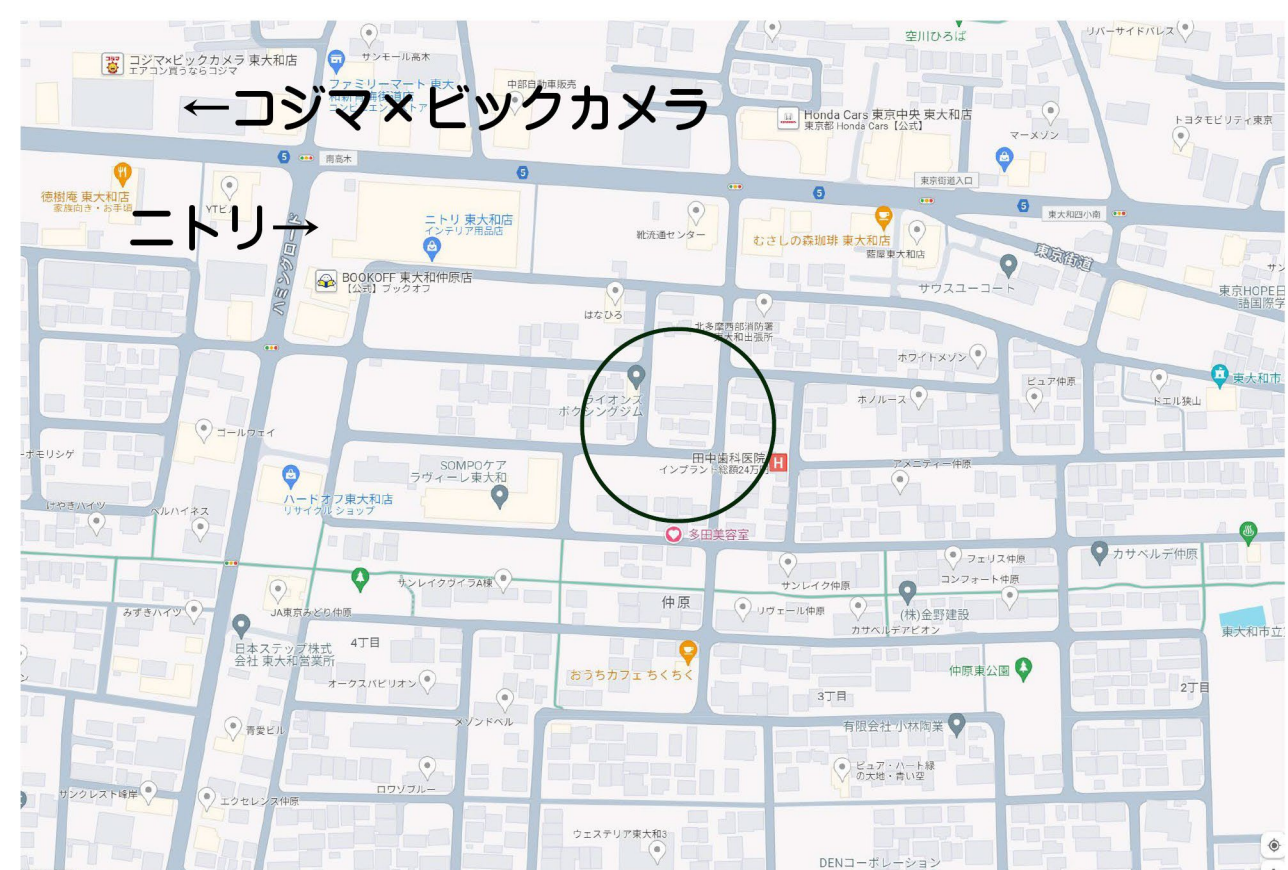 空川ひろば
リバーサイドパレス
コジマ×ビックカメラ 東大和店
エアコン買うならコジマ
サンモール高木
ファミリーマート 東大
中部自動車販売
←コジマ×ビックカメラ
Honda Cars 東京中央 東大和店
東京都 Honda Cars【公式】
マーメゾン
トヨタモビリティ東京
5
南高木
5
東京街道入口
5
5
東大和四小南
徳樹庵 東大和店
家族向き・お手頃
YTビル
ニトリ→
ハミングロード
ニトリ 東大和店
インテリア用品店
靴流通センター
むさしの森珈琲 東大和店
藍屋東大和店
東京街道
サウスユーコート
BOOKOFF 東大和仲原店
【公式】ブックオフ
東京HOPE日
語国際学
はなひろ
北多摩西部消防署
東大和出張所
ホワイトメゾン
ピュア仲原
東大和市
ドエル狭山
ライオンズ
ボクシングジム
ホノルース
ゴールウェイ
ーポモリシゲ
SOMPOケア
ラヴィーレ東大和
田中歯科医院
インプラント総額24万円
H
アメニティー仲原
ハードオフ東大和店
リサイクルショップ
けやきハイツ
ベルハイネス
多田美容室
フェリス仲原
カサベルデ仲原
サンレイクヴィラA棟
サンレイク仲原
コンフォート仲原
みずきハイツ
JA東京みどり仲原
仲原
リヴェール仲原
(株)金野建設
カサベルデアビオン
東大和市立
日本ステップ株式
会社 東大和営業所
4丁目
おうちカフェ ちくちく
仲原東公園
オークスパビリオン
3丁目
2丁目
メゾンドベル
有限会社 小林陶業
青愛ビル
ピュア・ハート緑
の大地・青い空
サンクレスト峰岸
エクセレンス仲原
ロワゾブルー
ウェステリア東大和3
DENコーポレーション